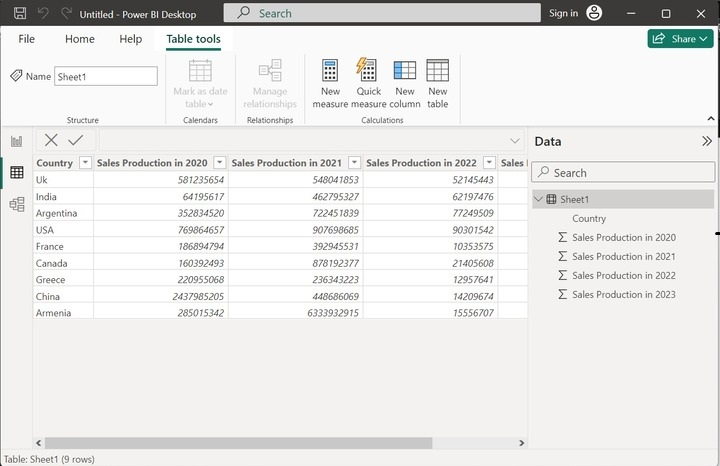 Untitled - Power BI Desktop
Search
Sign in
File Home Help Table tools
Share
Name Sheet1
Mark as date table
Manage relationships
New measure
Quick measure
New column
New table
Structure Calendars Relationships Calculations
Data
Search
Country Sales Production in 2020 Sales Production in 2021 Sales Production in 2022 Sales
Uk 581235654 548041853 52145443
India 64195617 462795327 62197476
Argentina 352834520 722451839 77249509
USA 769864657 907698685 90301542
France 186894794 392945531 10353575
Canada 160392493 878192377 21405608
Greece 220955068 236343223 12957641
China 2437985205 448686069 14209674
Armenia 285015342 6333932915 15556707
Sheet1
Country
Σ Sales Production in 2020
Σ Sales Production in 2021
Σ Sales Production in 2022
Σ Sales Production in 2023
Table: Sheet1 (9 rows)